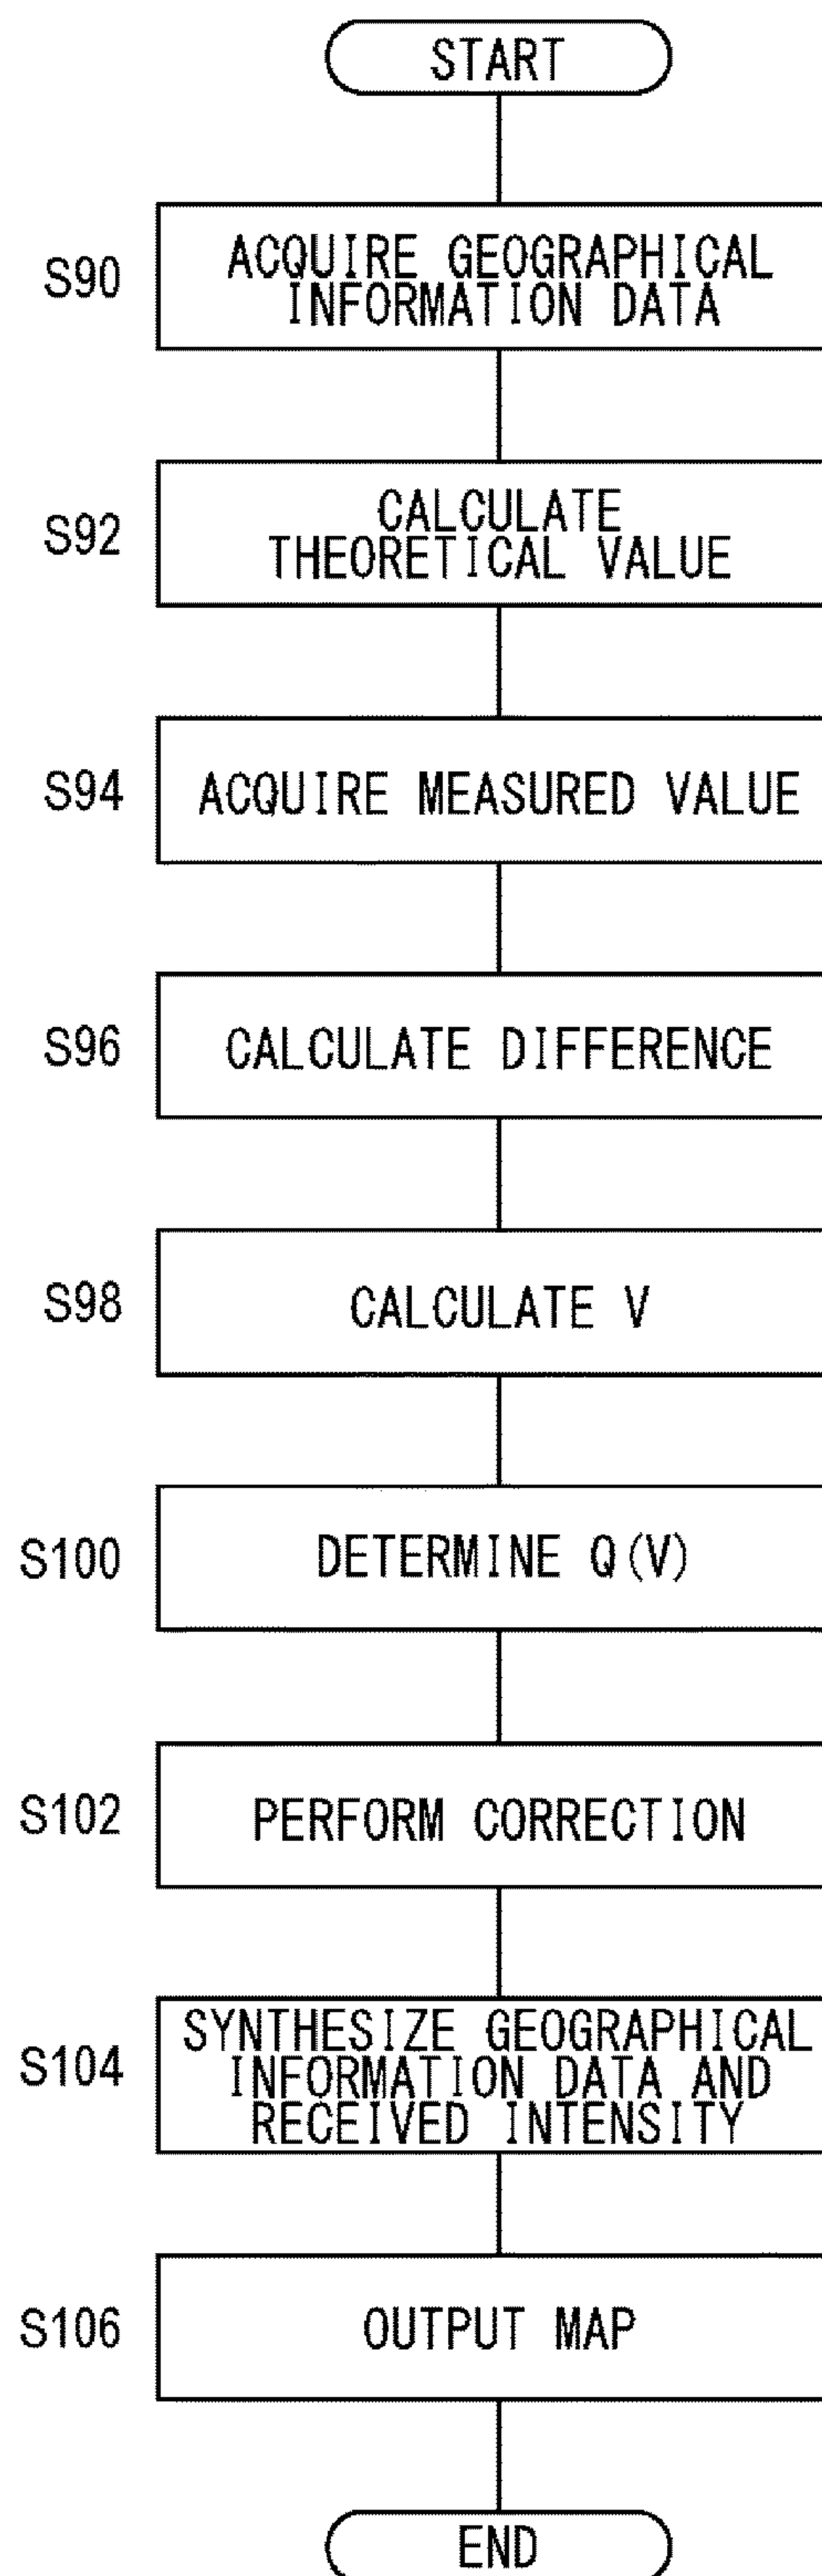 START
S90
ACQUIRE GEOGRAPHICAL
INFORMATION DATA
S92
CALCULATE
THEORETICAL VALUE
S94
ACQUIRE MEASURED VALUE
S96
CALCULATE DIFFERENCE
S98
CALCULATE V
S100
DETERMINE Q(V)
S102
PERFORM CORRECTION
S104
SYNTHESIZE GEOGRAPHICAL
INFORMATION DATA AND
RECEIVED INTENSITY
S106
OUTPUT MAP
END